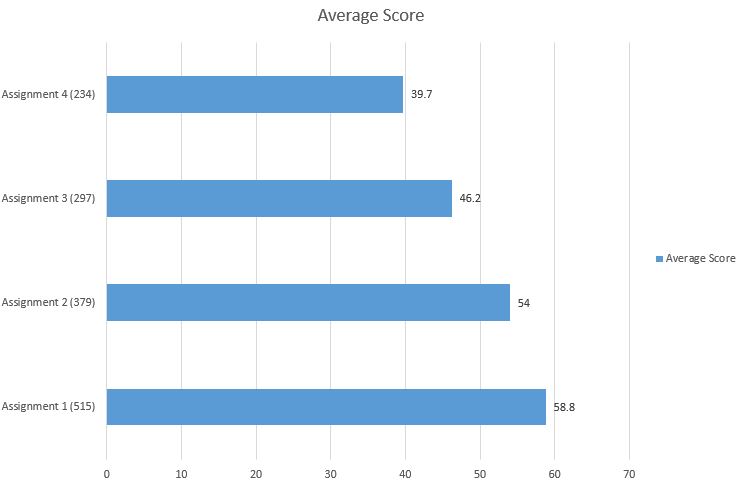 Average Score
Assignment 4 (234)
39.7
Assignment 3 (297)
46.2
Average Score
Assignment 2 (379)
54
Assignment 1 (515)
58.8
0 10 20 30 40 50 60 70